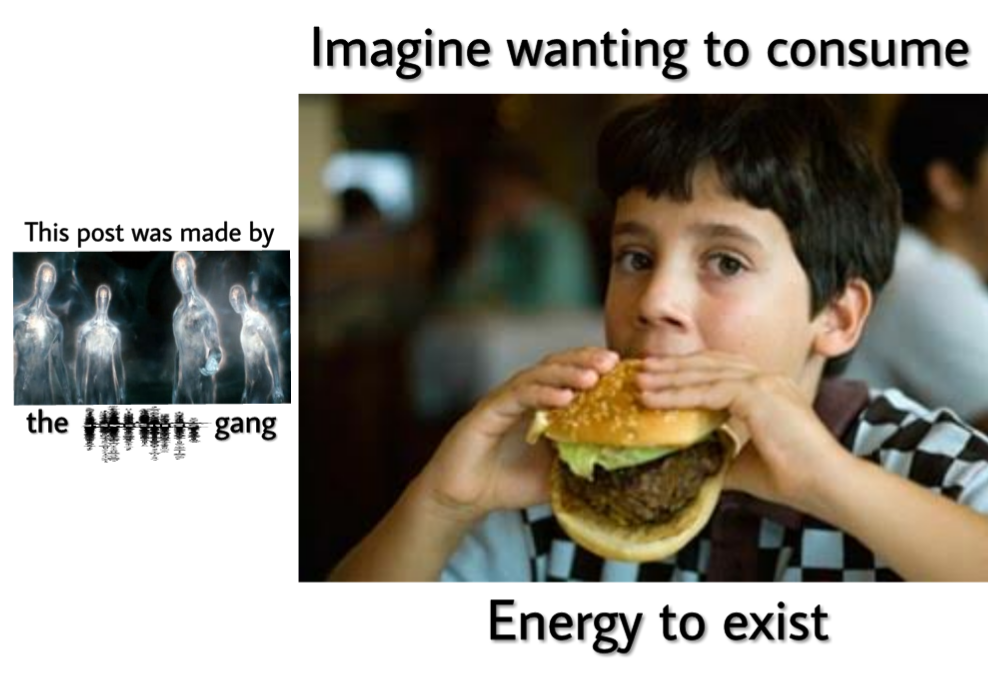 Imagine wanting to consume
This post was made by
the gang
Energy to exist